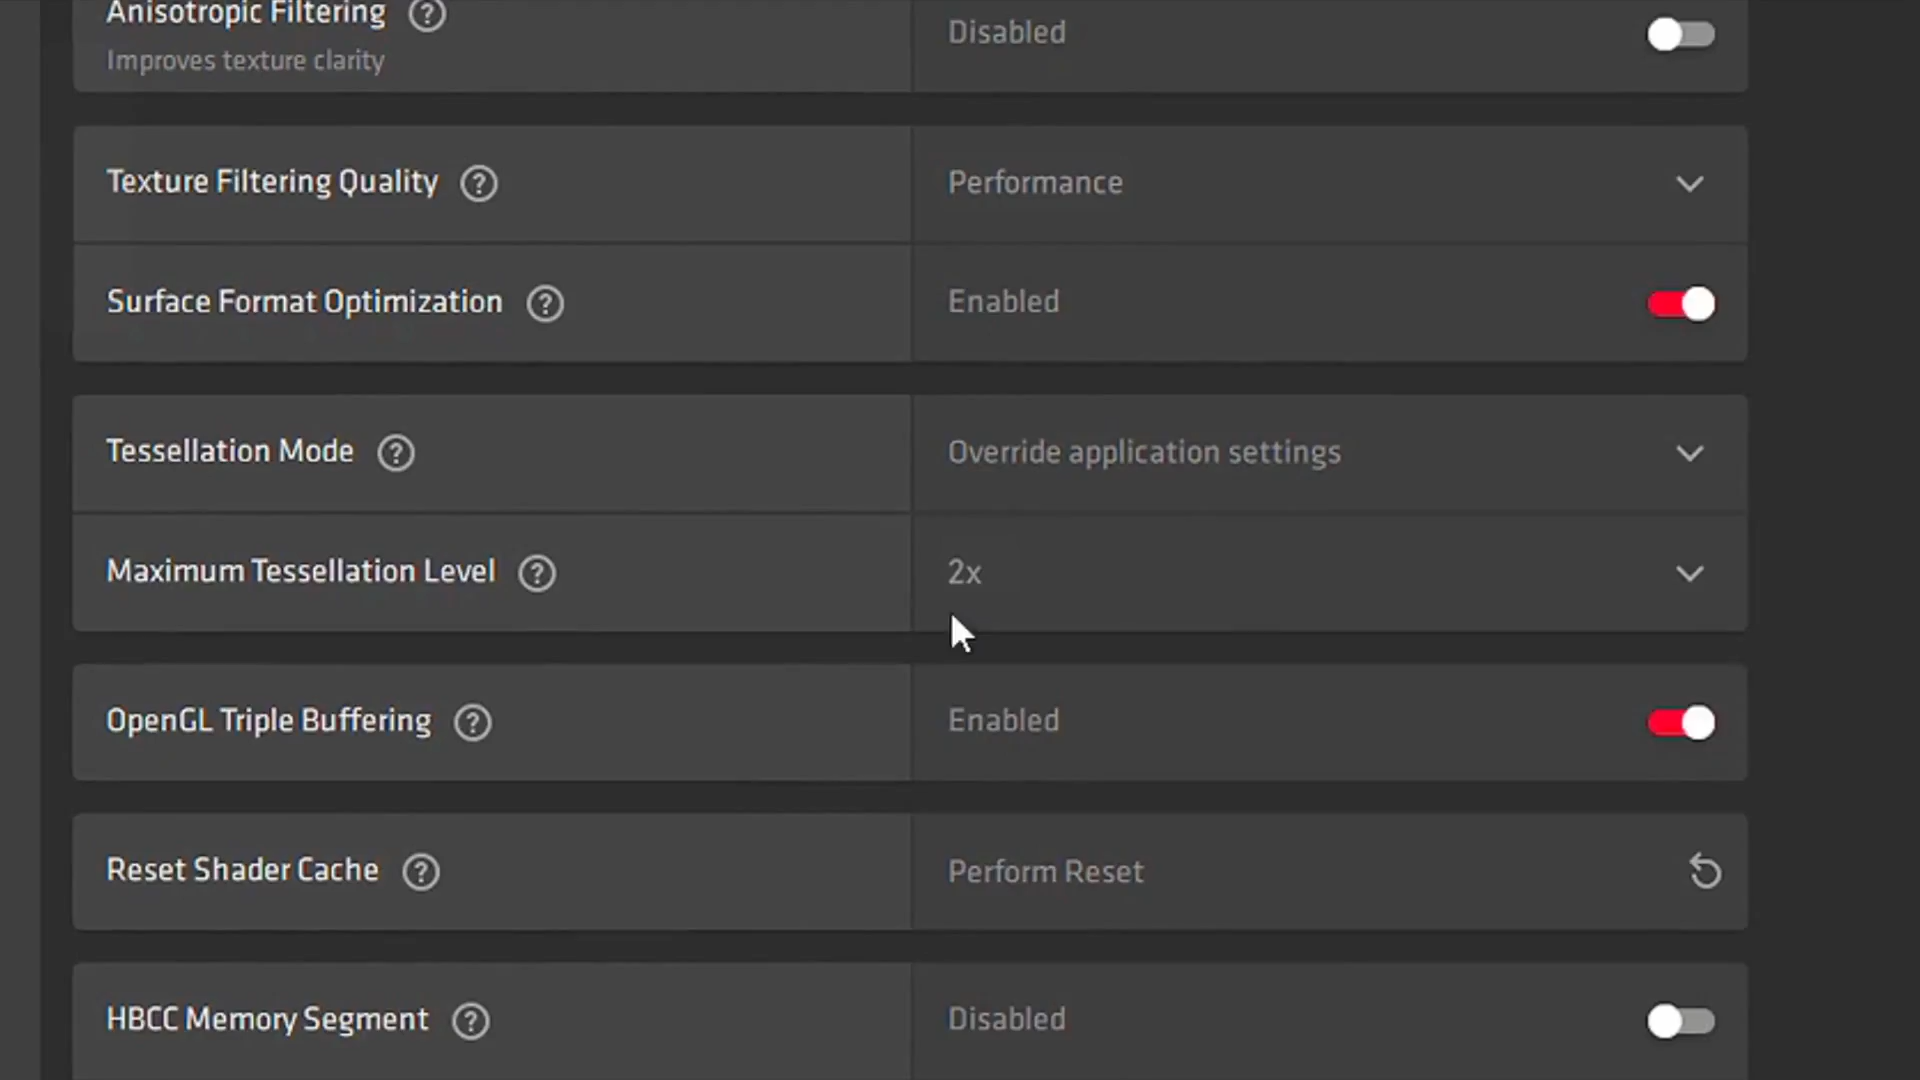 Anisotropic Filtering ?
Improves texture clarity
Disabled
Texture Filtering Quality ?
Performance
Surface Format Optimization ?
Enabled
Tessellation Mode ?
Override application settings
Maximum Tessellation Level ?
2x
OpenGL Triple Buffering ?
Enabled
Reset Shader Cache ?
Perform Reset
HBCC Memory Segment ?
Disabled